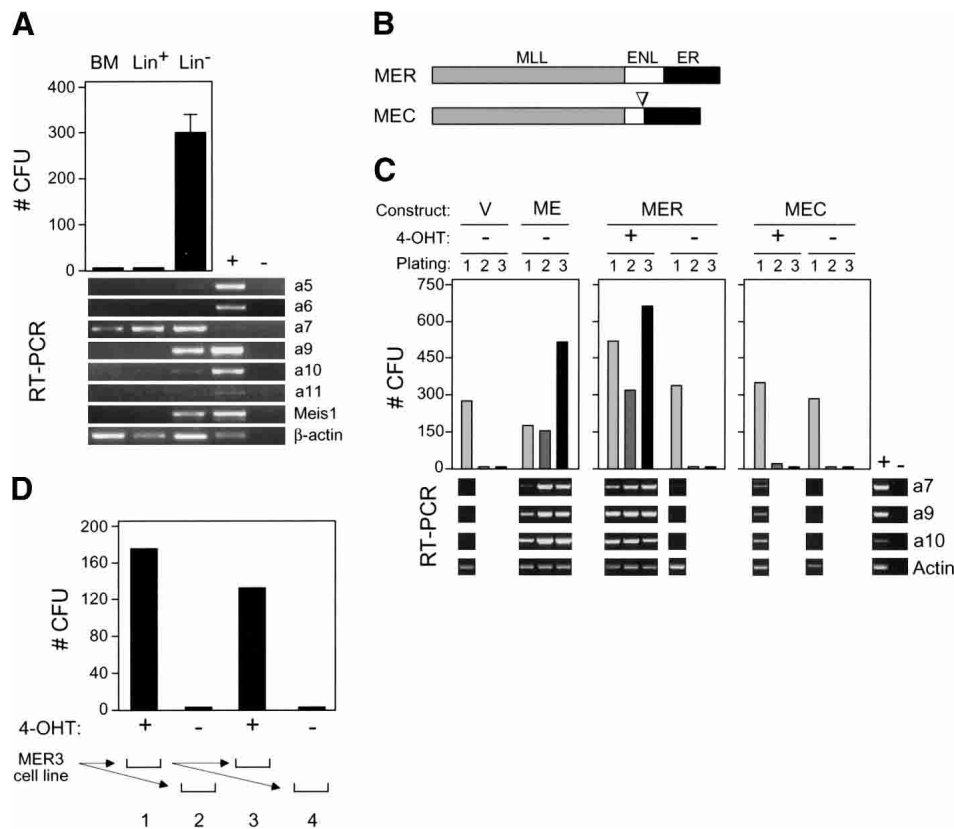 A
BM Lin+ Lin-
400
300
200
100
0
# CFU
+ -
RT-PCR
a5
a6
a7
a9
a10
a11
Meis1
β-actin
B
MLL ENL ER
MER
MEC
C
Construct: V ME MER MEC
4-OHT: - - + - + -
Plating: 1 2 3 1 2 3 1 2 3 1 2 3 1 2 3 1 2 3
750
600
450
300
150
0
# CFU
+ -
RT-PCR
a7
a9
a10
Actin
D
200
160
120
80
40
0
# CFU
4-OHT: + - + -
MER3
cell line
1 2 3 4